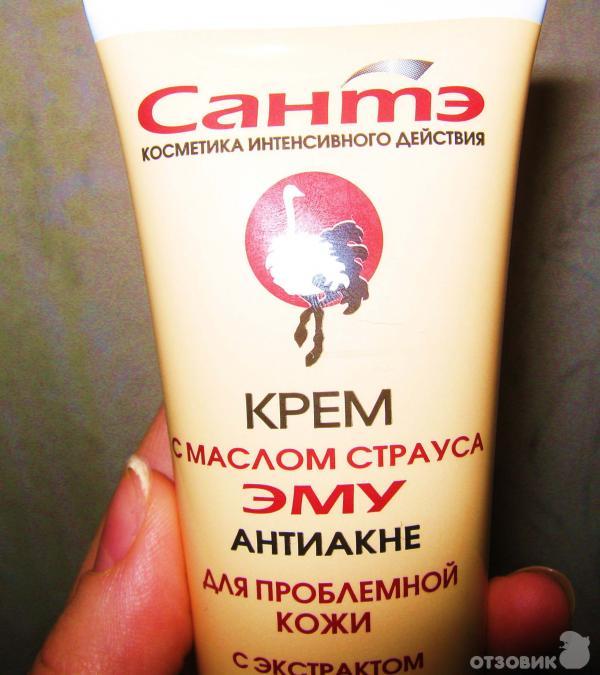 Сантэ
КОСМЕТИКА ИНТЕНСИВНОГО ДЕЙСТВИЯ
КРЕМ
С МАСЛОМ СТРАУСА
ЭМУ
АНТИАКНЕ
ДЛЯ ПРОБЛЕМНОЙ
КОЖИ
С ЭКСТРАКТОМ
ОТЗОВИК